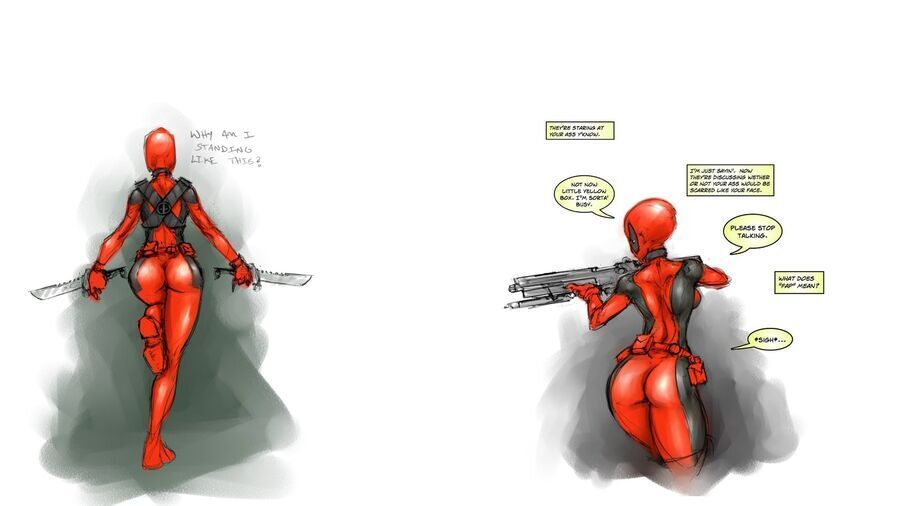 WHY AM I
STANDING
LIKE THIS?
THEY'RE STARING AT
YOUR ASS Y'KNOW.
NOT NOW
LITTLE YELLOW
BOX. I'M SORTA'
BUSY.
I'M JUST SAYIN'. NOW
THEY'RE DISCUSSING WETHER
OR NOT YOUR ASS WOULD BE
SCARRED LIKE YOUR FACE.
PLEASE STOP
TALKING.
WHAT DOES
"FAP" MEAN?
*SIGH*...